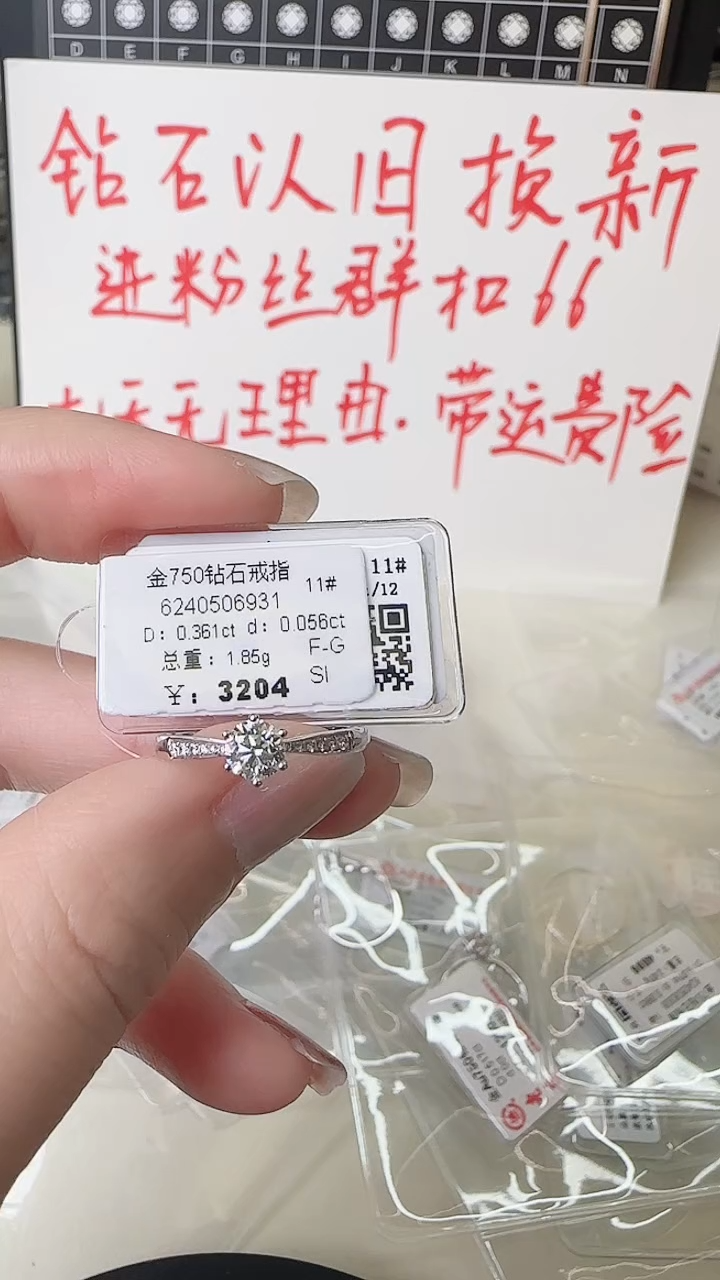 D E F G H I J K L M N
钻石以旧换新
进粉丝群扣66
无理由.带运费险
金750钻石戒指 11#
6240506931
D: 0.361ct d: 0.056ct
总重: 1.85g F-G
¥: 3204 SI
11#
/12